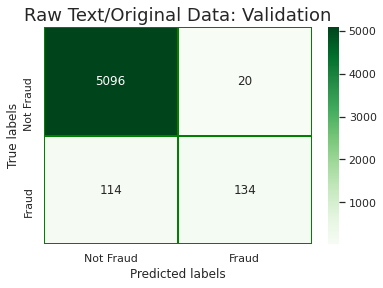 Raw Text/Original Data: Validation
True labels
Not Fraud
5096
20
Fraud
114
134
Not Fraud
Fraud
Predicted labels
5000
4000
3000
2000
1000